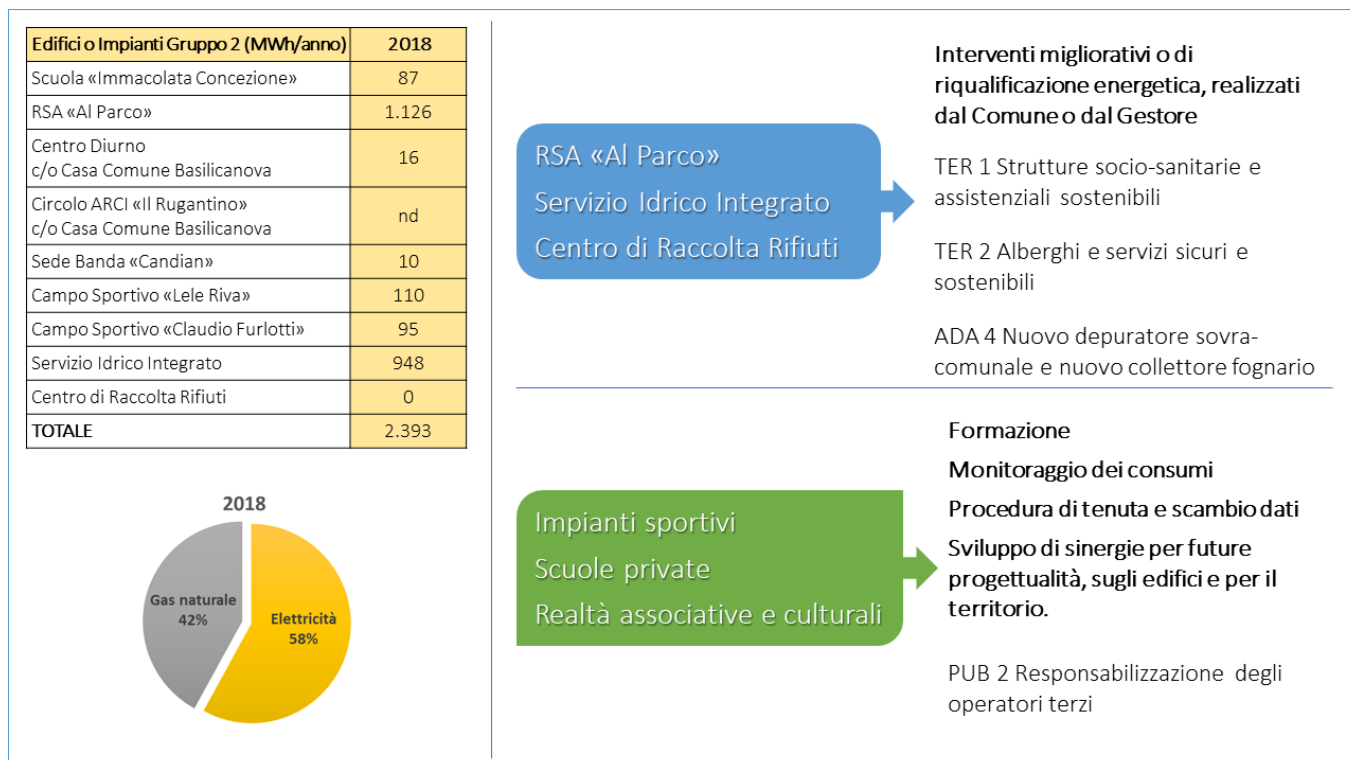 Edifici o Impianti Gruppo 2 (MWh/anno) 2018
Scuola «Immacolata Concezione» 87
RSA «Al Parco» 1.126
Centro Diurno
c/o Casa Comune Basilicanova 16
Circolo ARCI «Il Rugantino»
c/o Casa Comune Basilicanova nd
Sede Banda «Candian» 10
Campo Sportivo «Lele Riva» 110
Campo Sportivo «Claudio Furlotti» 95
Servizio Idrico Integrato 948
Centro di Raccolta Rifiuti 0
TOTALE 2.393
2018
Gas naturale
42%
Elettricità
58%
RSA «Al Parco»
Servizio Idrico Integrato
Centro di Raccolta Rifiuti
Interventi migliorativi o di
riqualificazione energetica, realizzati
dal Comune o dal Gestore
TER 1 Strutture socio-sanitarie e
assistenziali sostenibili
TER 2 Alberghi e servizi sicuri e
sostenibili
ADA 4 Nuovo depuratore sovra-
comunale e nuovo collettore fognario
Impianti sportivi
Scuole private
Realtà associative e culturali
Formazione
Monitoraggio dei consumi
Procedura di tenuta e scambio dati
Sviluppo di sinergie per future
progettualità, sugli edifici e per il
territorio.
PUB 2 Responsabilizzazione degli
operatori terzi